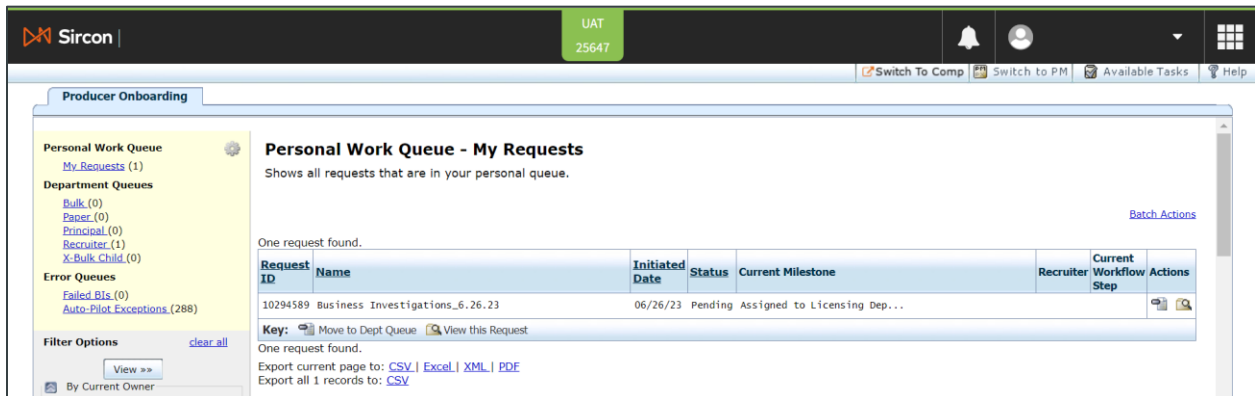 Sircon |
UAT
25647
Switch To Comp Switch to PM Available Tasks Help
Producer Onboarding
Personal Work Queue
My Requests (1)
Department Queues
Bulk (0)
Paper (0)
Principal (0)
Recruiter (1)
X-Bulk Child (0)
Error Queues
Failed BIs (0)
Auto-Pilot Exceptions (288)
Filter Options clear all
View »»
By Current Owner
Personal Work Queue - My Requests
Shows all requests that are in your personal queue.
Batch Actions
One request found.
Request ID Name Initiated Date Status Current Milestone Recruiter Current Workflow Step Actions
10294589 Business Investigations_6.26.23 06/26/23 Pending Assigned to Licensing Dep...
Key: Move to Dept Queue View this Request
One request found.
Export current page to: CSV | Excel | XML | PDF
Export all 1 records to: CSV